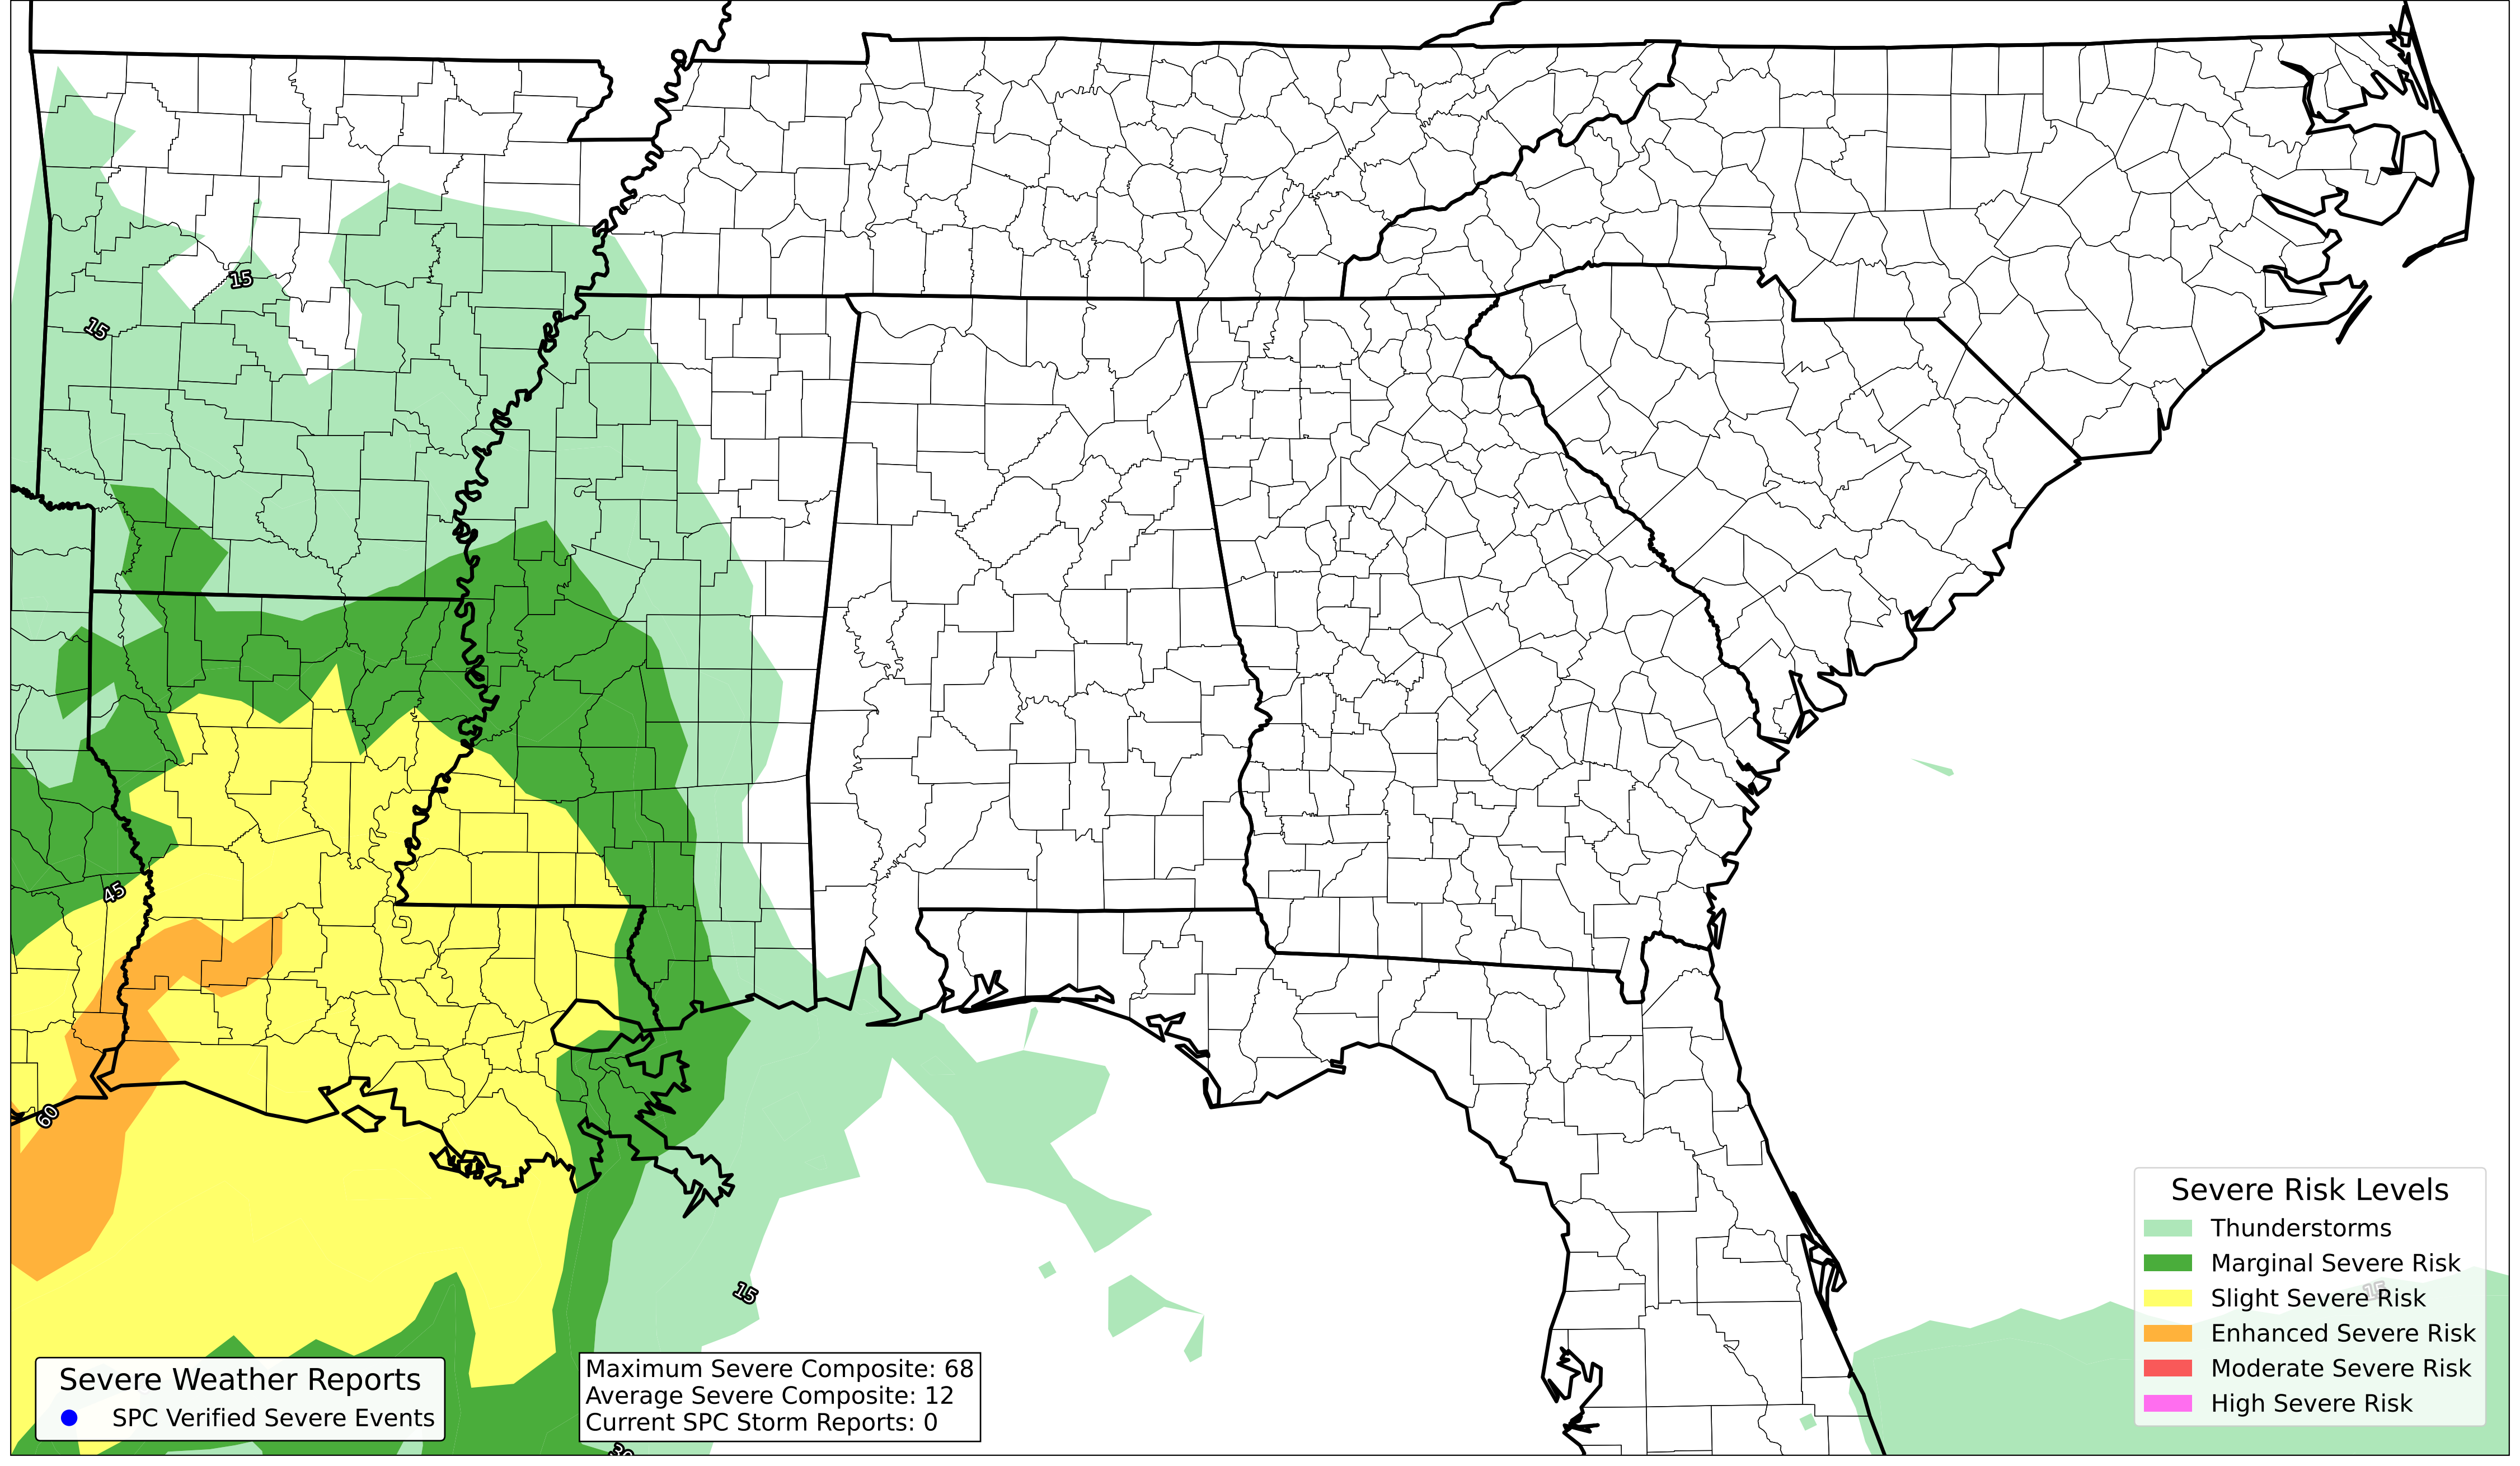 15
15
45
60
15
15
30
Severe Weather Reports
SPC Verified Severe Events
Maximum Severe Composite: 68
Average Severe Composite: 12
Current SPC Storm Reports: 0
Severe Risk Levels
Thunderstorms
Marginal Severe Risk
Slight Severe Risk
Enhanced Severe Risk
Moderate Severe Risk
High Severe Risk